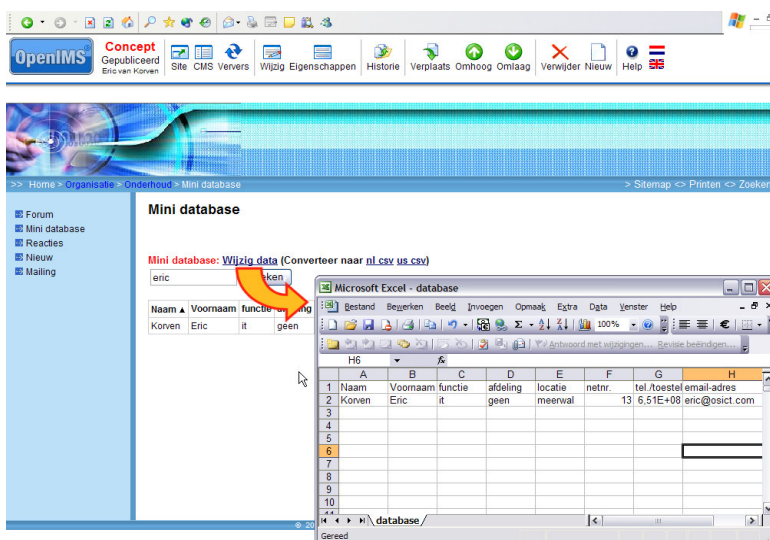 OpenIMS
Concept
Gepubliceerd
Eric van Korven
Site CMS Ververs Wijzig Eigenschappen Historie Verplaats Omhoog Omlaag Verwijder Nieuw Help
>> Home > Organisatie > Onderhoud > Mini database
> Sitemap <> Printen <> Zoeken
Forum
Mini database
Reacties
Nieuw
Mailing
Mini database
Mini database: Wijzig data (Converteer naar nl csv us csv)
eric
Naam ▲ Voornaam functie
Korven Eric it geen
Microsoft Excel - database
Bestand Bewerken Beeld Invoegen Opmaak Extra Data Venster Help
100%
Antwoord met wijzigingen... Revisie beëindigen...
H6 fx
A B C D E F G H
1 Naam Voornaam functie afdeling locatie netnr. tel./toestel email-adres
2 Korven Eric it geen meerwal 13 6,51E+08 eric@osict.com
3
4
5
6
7
8
9
10
database
Gereed
© 20